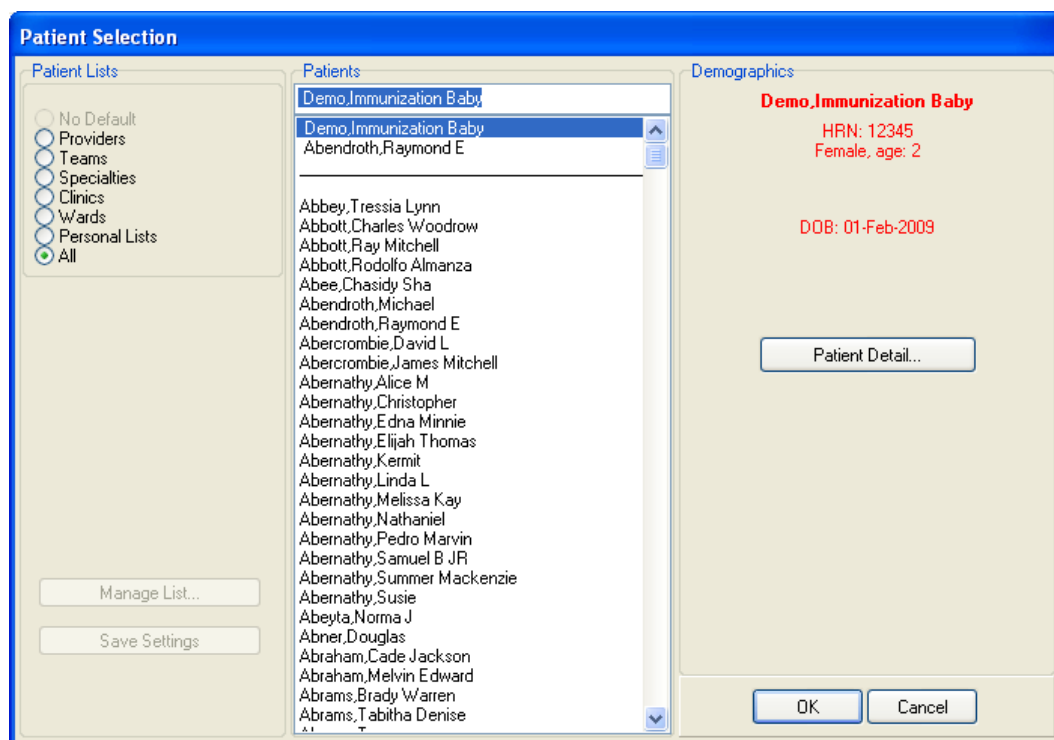 Patient Selection
Patient Lists
No Default
Providers
Teams
Specialties
Clinics
Wards
Personal Lists
All
Manage List...
Save Settings
Patients
Demo,Immunization Baby
Demo,Immunization Baby
Abendroth,Raymond E
Abbey,Tressia Lynn
Abbott,Charles Woodrow
Abbott,Ray Mitchell
Abbott,Rodolfo Almanza
Abee,Chasidy Sha
Abendroth,Michael
Abendroth,Raymond E
Abercrombie,David L
Abercrombie,James Mitchell
Abernathy,Alice M
Abernathy,Christopher
Abernathy,Edna Minnie
Abernathy,Elijah Thomas
Abernathy,Kermit
Abernathy,Linda L
Abernathy,Melissa Kay
Abernathy,Nathaniel
Abernathy,Pedro Marvin
Abernathy,Samuel B JR
Abernathy,Summer Mackenzie
Abernathy,Susie
Abeyta,Norma J
Abner,Douglas
Abraham,Cade Jackson
Abraham,Melvin Edward
Abrams,Brady Warren
Abrams,Tabitha Denise
Demographics
Demo,Immunization Baby
HRN: 12345
Female, age: 2
DOB: 01-Feb-2009
Patient Detail...
OK
Cancel